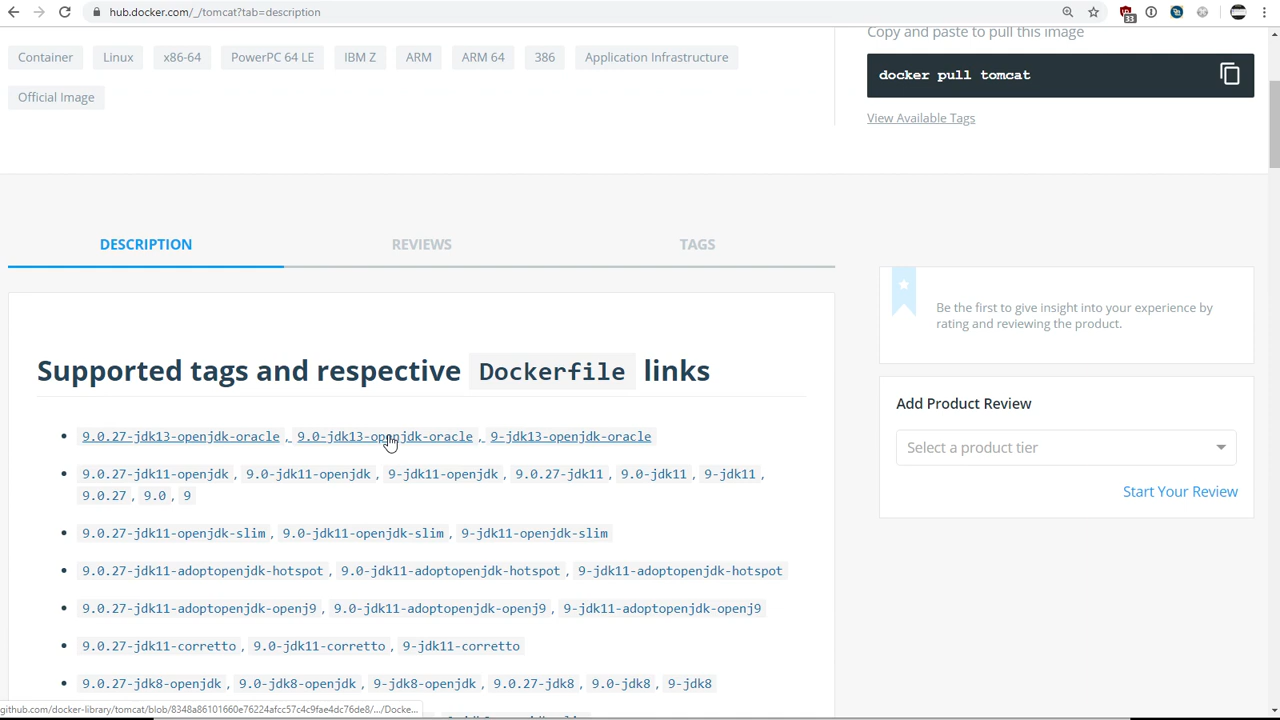 hub.docker.com/_/tomcat?tab=description
33
Container Linux x86-64 PowerPC 64 LE IBM Z ARM ARM 64 386 Application Infrastructure
Official Image
Copy and paste to pull this image
docker pull tomcat
View Available Tags
DESCRIPTION REVIEWS TAGS
Supported tags and respective Dockerfile links
9.0.27-jdk13-openjdk-oracle, 9.0-jdk13-openjdk-oracle, 9-jdk13-openjdk-oracle
9.0.27-jdk11-openjdk, 9.0-jdk11-openjdk, 9-jdk11-openjdk, 9.0.27-jdk11, 9.0-jdk11, 9-jdk11,
9.0.27, 9.0, 9
9.0.27-jdk11-openjdk-slim, 9.0-jdk11-openjdk-slim, 9-jdk11-openjdk-slim
9.0.27-jdk11-adoptopenjdk-hotspot, 9.0-jdk11-adoptopenjdk-hotspot, 9-jdk11-adoptopenjdk-hotspot
9.0.27-jdk11-adoptopenjdk-openj9, 9.0-jdk11-adoptopenjdk-openj9, 9-jdk11-adoptopenjdk-openj9
9.0.27-jdk11-corretto, 9.0-jdk11-corretto, 9-jdk11-corretto
9.0.27-jdk8-openjdk, 9.0-jdk8-openjdk, 9-jdk8-openjdk, 9.0.27-jdk8, 9.0-jdk8, 9-jdk8
Be the first to give insight into your experience by
rating and reviewing the product.
Add Product Review
Select a product tier
Start Your Review
github.com/docker-library/tomcat/blob/8348a86101660e76224afcc57c4c9fae4dc76de8/.../Docke...